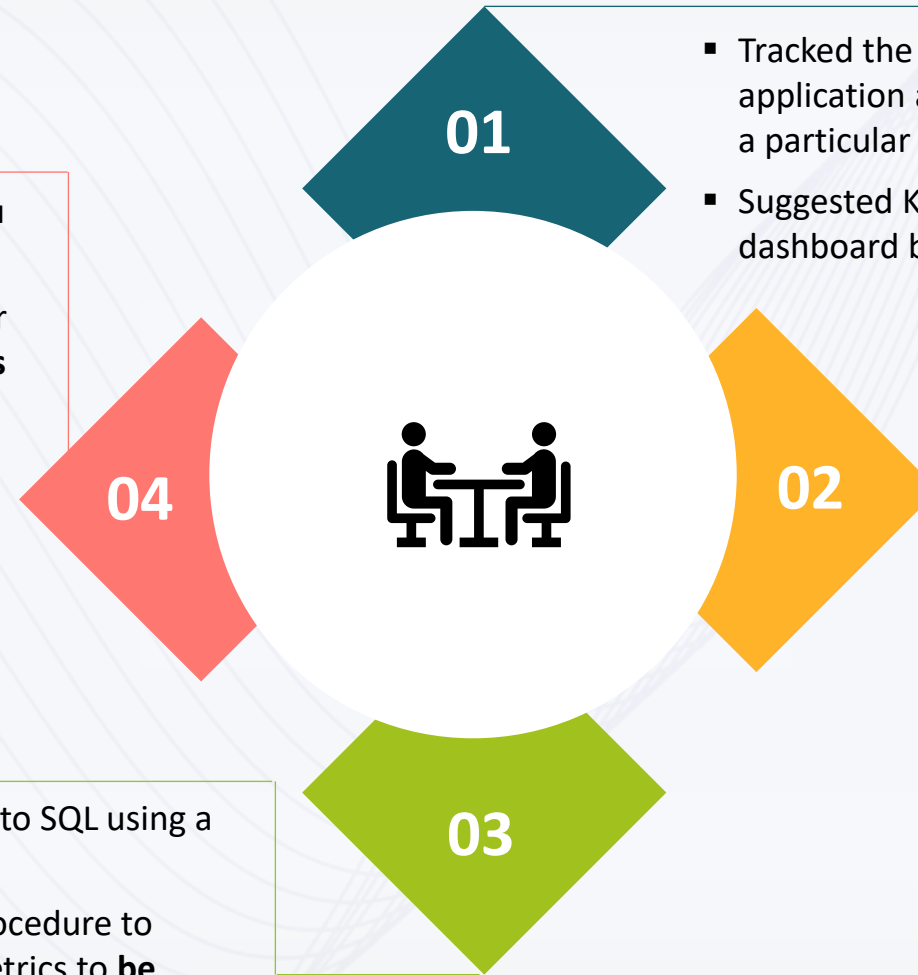 01
▪ Tracked the
application
a particular
▪ Suggested
dashboard
02
to SQL using a
ocedure to
etrics to be
03
04